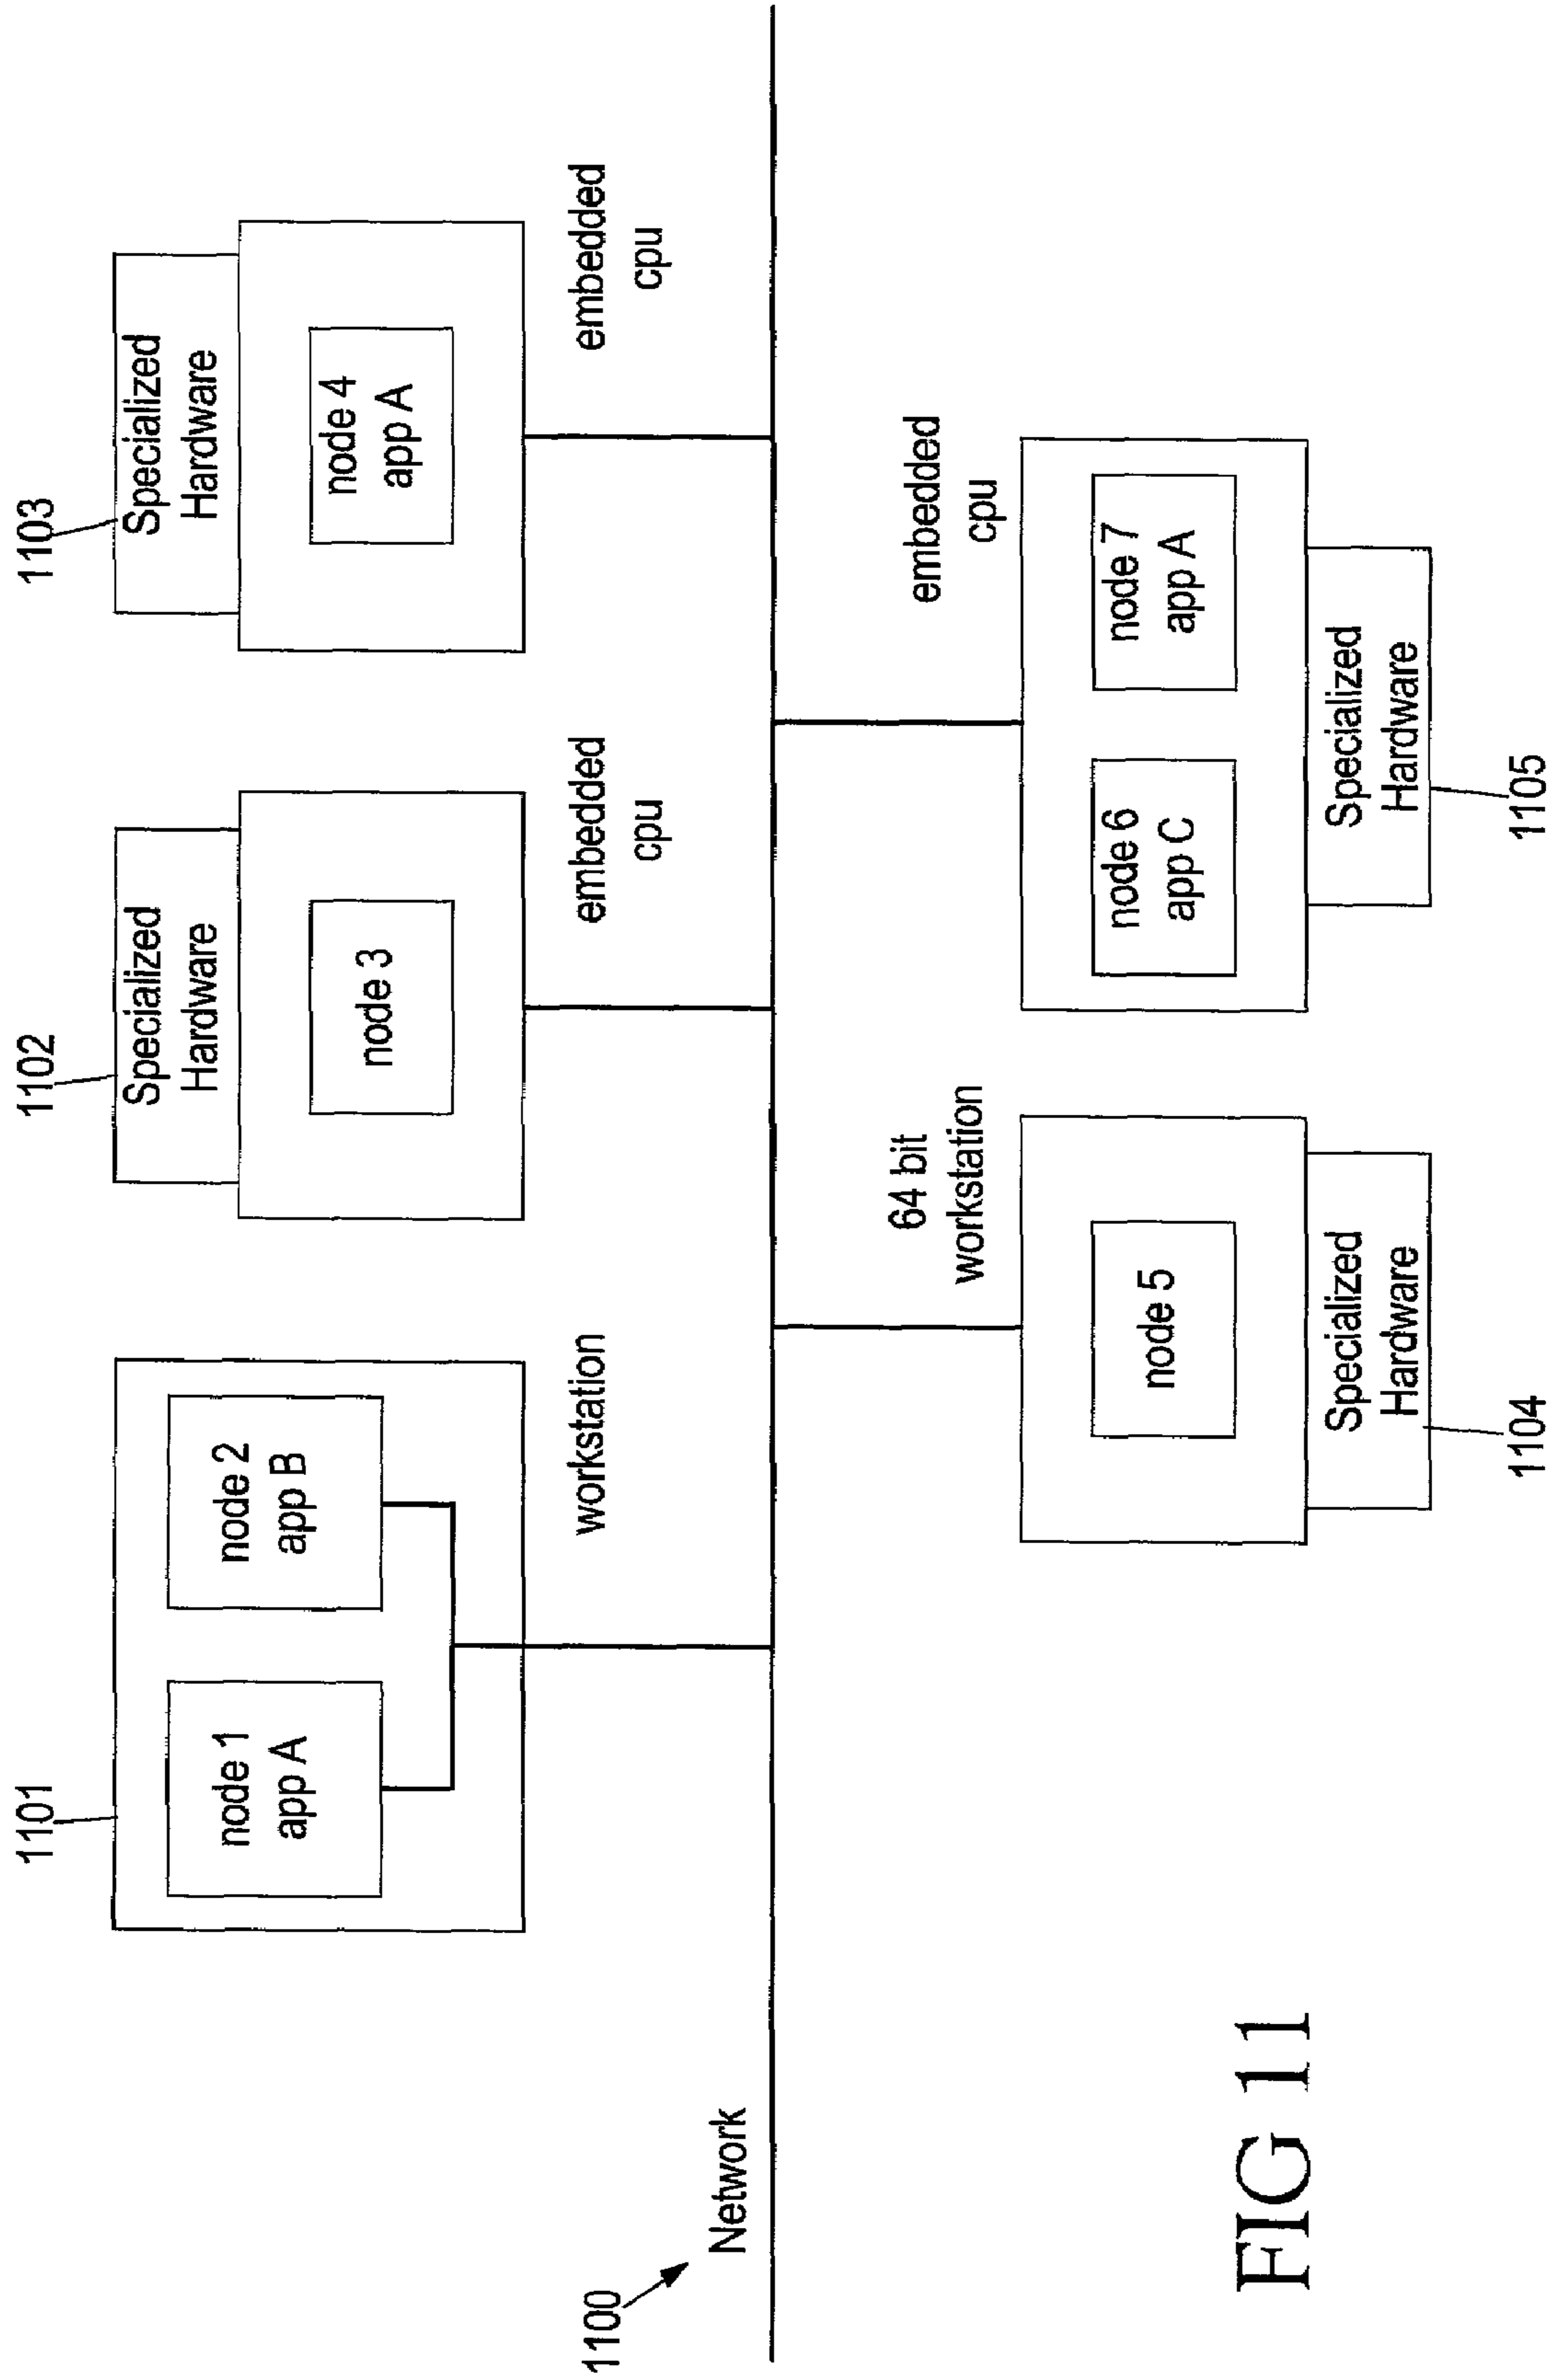 1101
node 1
app A
node 2
app B
workstation
1102
Specialized
Hardware
node 3
embedded
cpu
1103
Specialized
Hardware
node 4
app A
embedded
cpu
1100
Network
64 bit
workstation
node 5
Specialized
Hardware
1104
embedded
cpu
node 6
app C
node 7
app A
Specialized
Hardware
1105
FIG 11